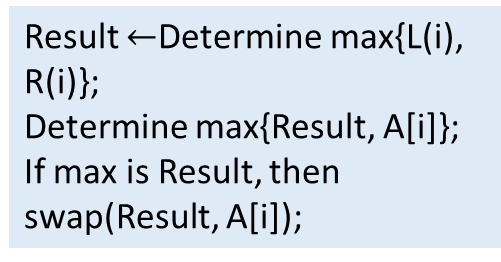 Result ←Determine max{L(i),
R(i)};
Determine max{Result, A[i]};
If max is Result, then
swap(Result, A[i]);